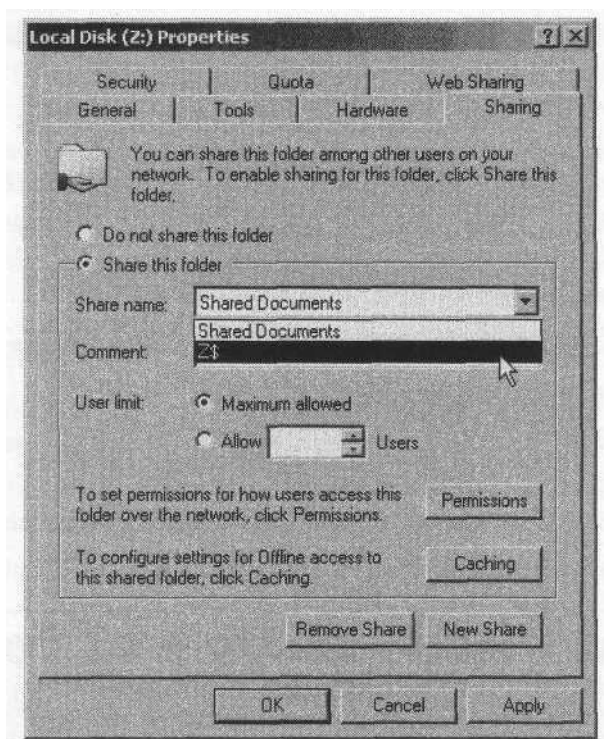 Local Disk (Z:) Properties
Security
Quota
Web Sharing
General
Tools
Hardware
Sharing
You can share this folder among other users on your
network. To enable sharing for this folder, click Share this
folder.
Do not share this folder
Share this folder
Share name:
Shared Documents
Shared Documents
Comment:
Z$
User limit:
Maximum allowed
Allow
Users
To set permissions for how users access this
folder over the network, click Permissions.
Permissions
To configure settings for Offline access to
this shared folder, click Caching.
Caching
Remove Share
New Share
OK
Cancel
Apply